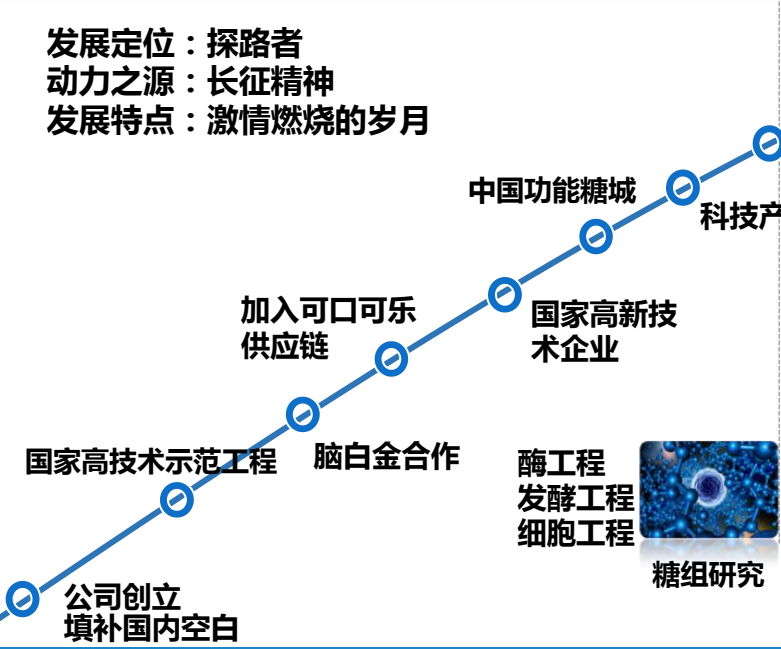 发展定位：探路者
动力之源：长征精神
发展特点：激情燃烧的岁月
中国功能糖城
科技产
加入可口可乐
供应链
国家高新技
术企业
国家高技术示范工程
脑白金合作
酶工程
发酵工程
细胞工程
糖组研究
公司创立
填补国内空白